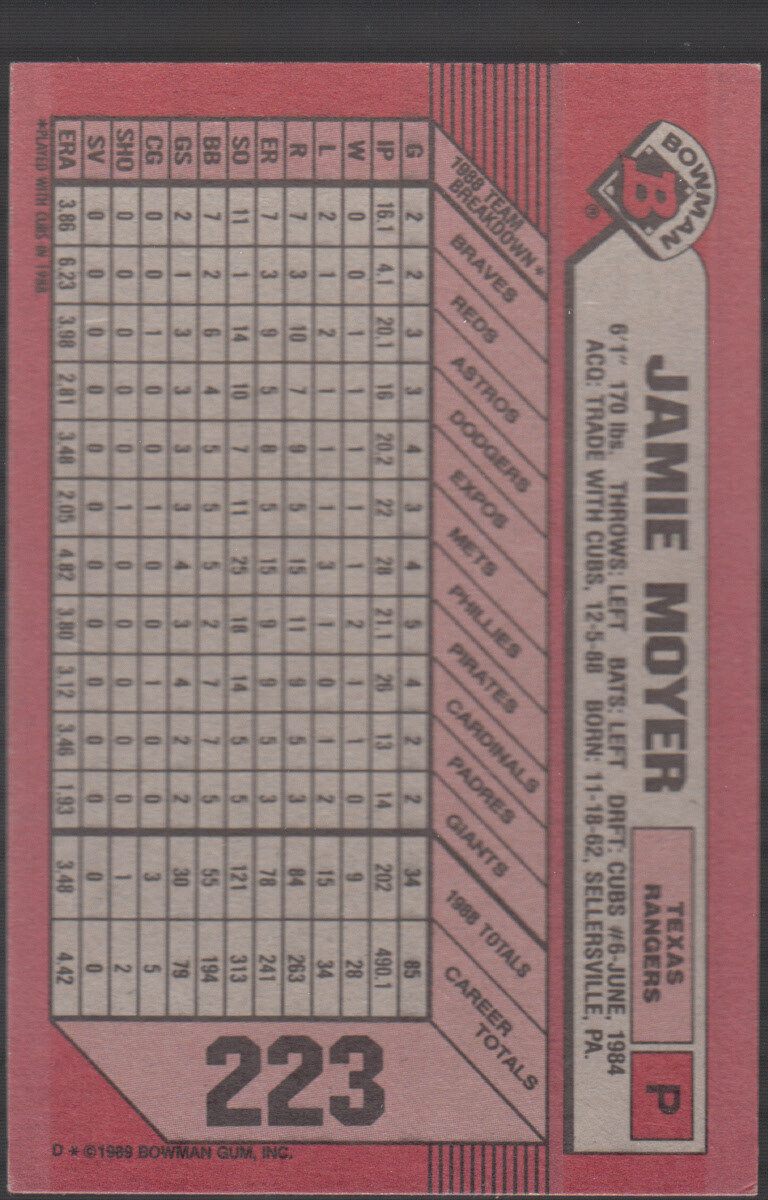 BOWMAN
B
®
JAMIE MOYER
TEXAS
RANGERS
P
6'1" 170 lbs. THROWS: LEFT BATS: LEFT DRFT: CUBS #6-JUNE, 1984
ACQ: TRADE WITH CUBS, 12-5-88 BORN: 11-18-62, SELLERSVILLE, PA.
1988 TEAM
BREAKDOWN*
BRAVES
REDS
ASTROS
DODGERS
EXPOS
METS
PHILLIES
PIRATES
CARDINALS
PADRES
GIANTS
1988 TOTALS
CAREER
TOTALS
G 2 2 3 3 4 3 4 5 4 2 2 34 85
IP 16.1 4.1 20.1 16 20.2 22 28 21.1 26 13 14 202 490.1
W 0 0 1 1 1 1 1 2 1 1 0 9 28
L 2 1 2 1 1 1 3 1 0 1 2 15 34
R 7 3 10 7 9 5 15 11 9 5 3 84 263
ER 7 3 9 5 8 5 15 9 9 5 3 78 241
SO 11 1 14 10 7 11 25 18 14 5 5 121 313
BB 7 2 6 4 5 5 5 2 7 7 5 55 194
GS 2 1 3 3 3 3 4 3 4 2 2 30 79
CG 0 0 1 0 0 1 0 0 1 0 0 3 5
SHO 0 0 0 0 0 1 0 0 0 0 0 1 2
SV 0 0 0 0 0 0 0 0 0 0 0 0 0
ERA 3.86 6.23 3.98 2.81 3.48 2.05 4.82 3.80 3.12 3.46 1.93 3.48 4.42
*PLAYED WITH CUBS IN 1988
223
D * ©1989 BOWMAN GUM, INC.